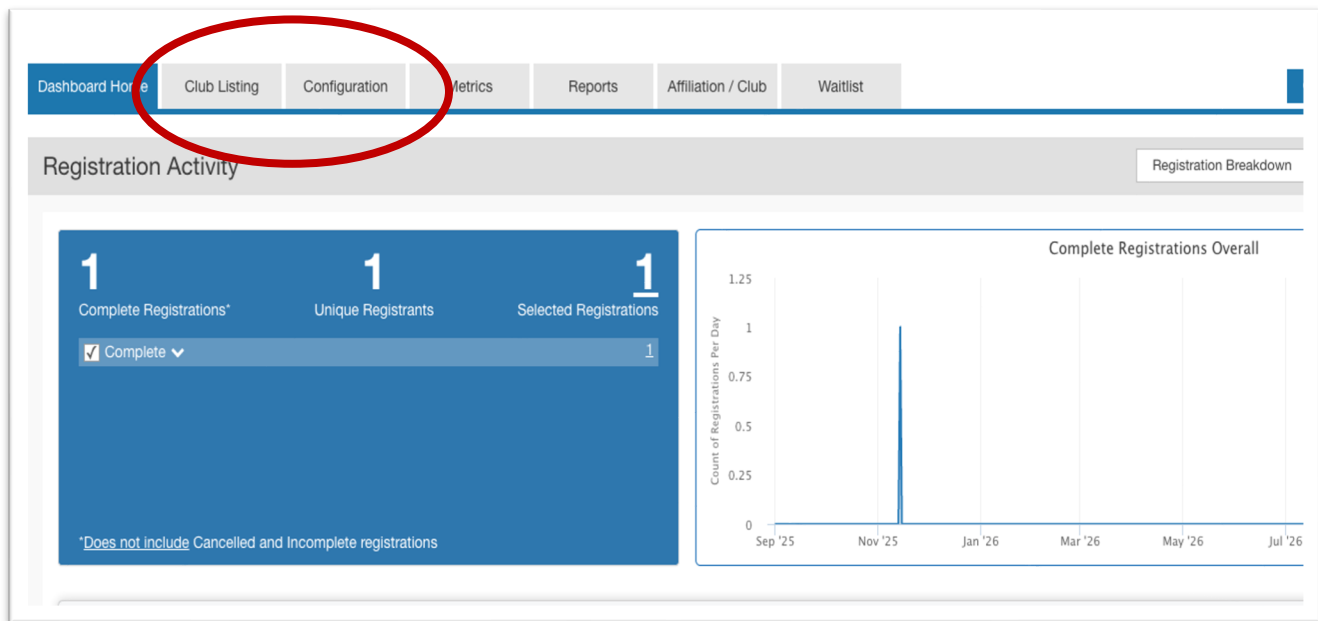 Dashboard Home Club Listing Configuration Metrics Reports Affiliation / Club Waitlist
Registration Activity
Registration Breakdown
1 1 1
Complete Registrations* Unique Registrants Selected Registrations
Complete 1
*Does not include Cancelled and Incomplete registrations
Complete Registrations Overall
Count of Registrations Per Day
1.25
1
0.75
0.5
0.25
0
Sep '25 Nov '25 Jan '26 Mar '26 May '26 Jul '26